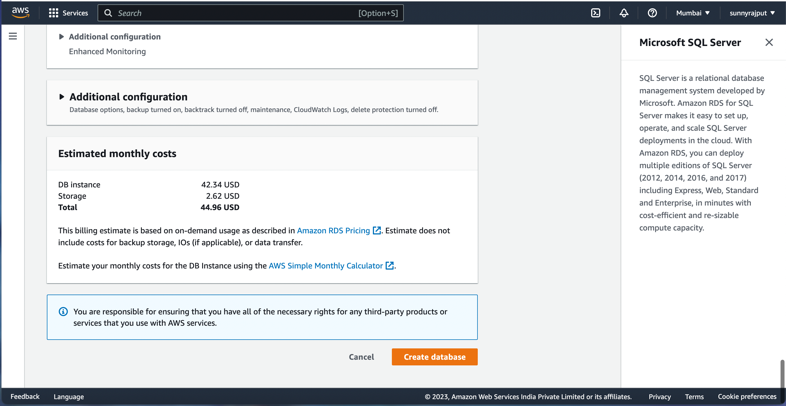 aws
Services
Search
[Option+S]
Mumbai
sunnyrajput
Additional configuration
Enhanced Monitoring
Additional configuration
Database options, backup turned on, backtrack turned off, maintenance, CloudWatch Logs, delete protection turned off.
Estimated monthly costs
DB instance 42.34 USD
Storage 2.62 USD
Total 44.96 USD
This billing estimate is based on on-demand usage as described in Amazon RDS Pricing. Estimate does not
include costs for backup storage, IOs (if applicable), or data transfer.
Estimate your monthly costs for the DB Instance using the AWS Simple Monthly Calculator.
You are responsible for ensuring that you have all of the necessary rights for any third-party products or
services that you use with AWS services.
Cancel
Create database
Microsoft SQL Server
SQL Server is a relational database
management system developed by
Microsoft. Amazon RDS for SQL
Server makes it easy to set up,
operate, and scale SQL Server
deployments in the cloud. With
Amazon RDS, you can deploy
multiple editions of SQL Server
(2012, 2014, 2016, and 2017)
including Express, Web, Standard
and Enterprise, in minutes with
cost-efficient and re-sizable
compute capacity.
Feedback
Language
© 2023, Amazon Web Services India Private Limited or its affiliates.
Privacy
Terms
Cookie preferences